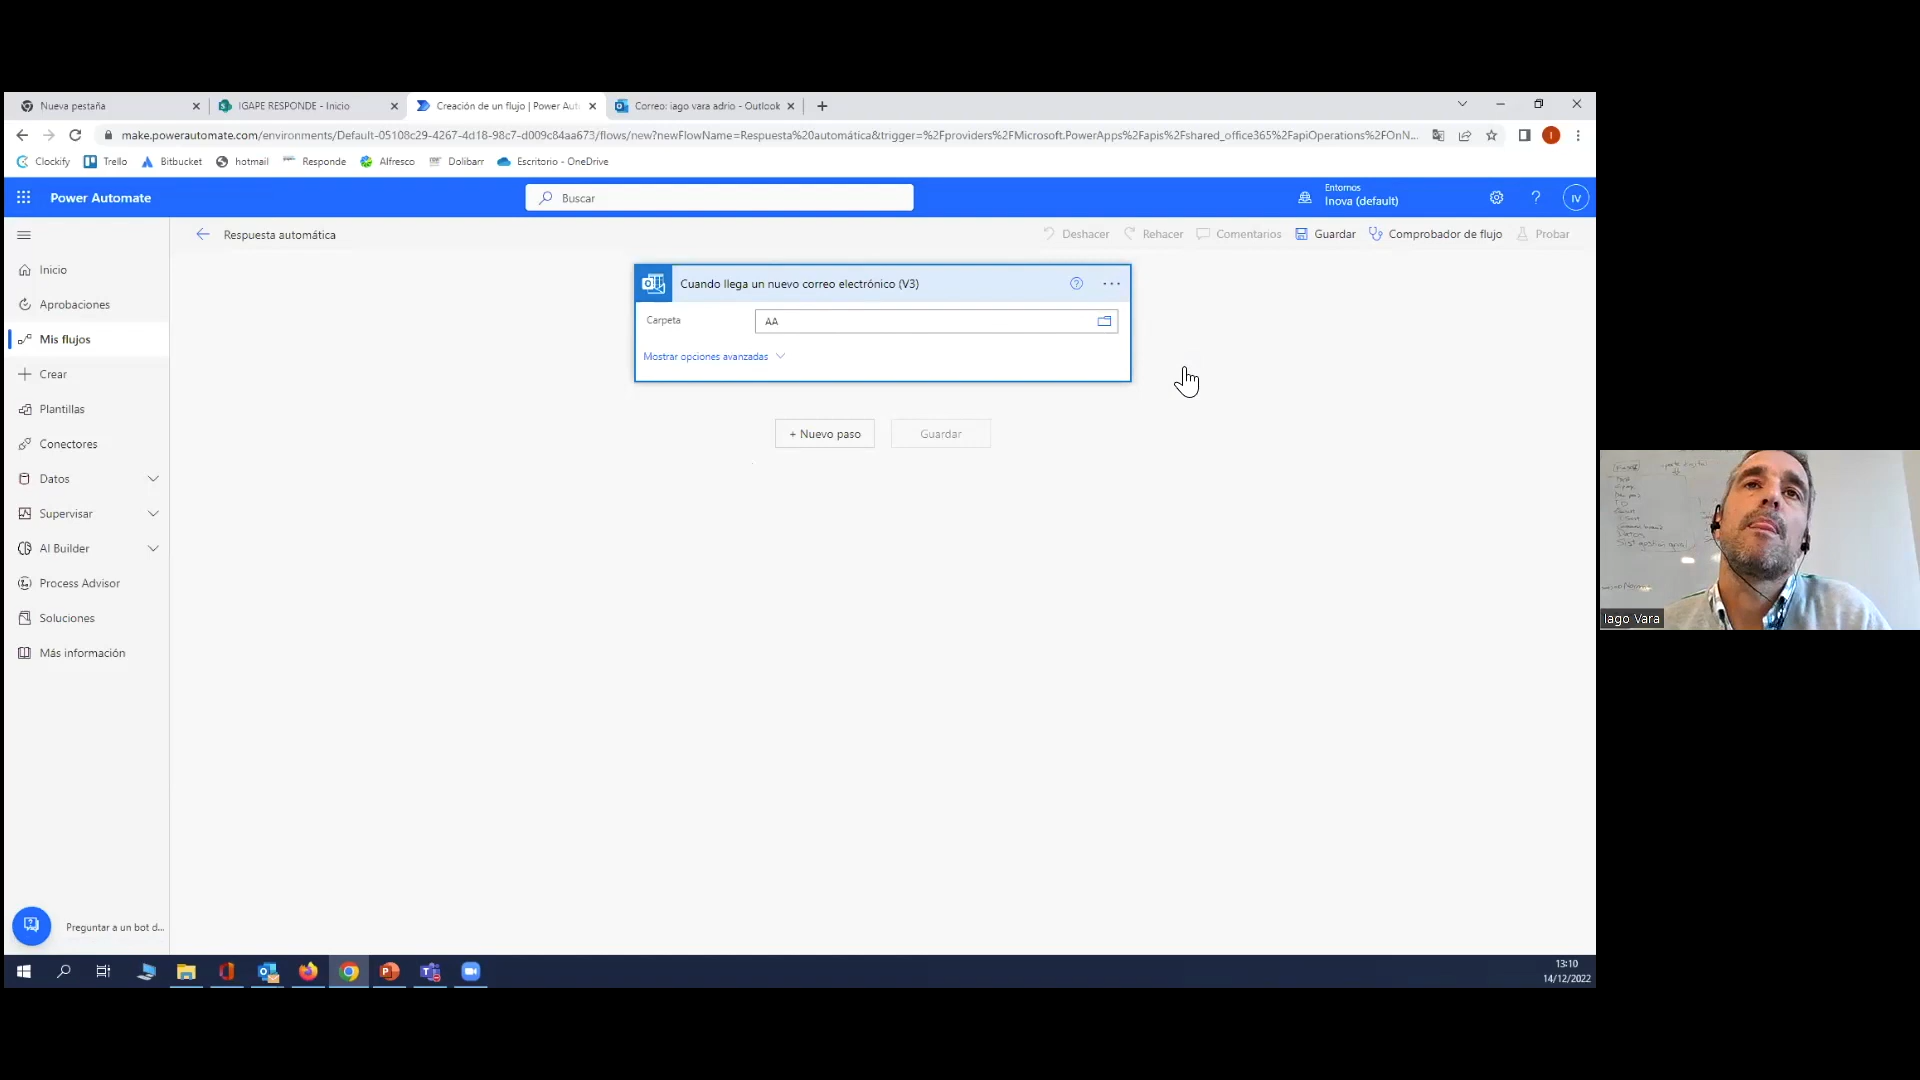 Nueva pestaña
IGAPE RESPONDE - Inicio
Creación de un flujo | Power Aut
Correo: iago vara adrio - Outlook
make.powerautomate.com/environments/Default-05108c29-4267-4d18-98c7-d009c84aa673/flows/new?newFlowName=Respuesta%20automática&trigger=%2Fproviders%2FMicrosoft.PowerApps%2Fapis%2Fshared_office365%2FapiOperations%2FOnN...
Clockify
Trello
Bitbucket
hotmail
Responde
Alfresco
Dolibarr
Escritorio - OneDrive
Power Automate
Buscar
Entornos
Inova (default)
IV
Respuesta automática
Deshacer
Rehacer
Comentarios
Guardar
Comprobador de flujo
Probar
Inicio
Aprobaciones
Mis flujos
Crear
Plantillas
Conectores
Datos
Supervisar
AI Builder
Process Advisor
Soluciones
Más información
Cuando llega un nuevo correo electrónico (V3)
Carpeta
AA
Mostrar opciones avanzadas
+ Nuevo paso
Guardar
Iago Vara
Preguntar a un bot d...
13:10
14/12/2022